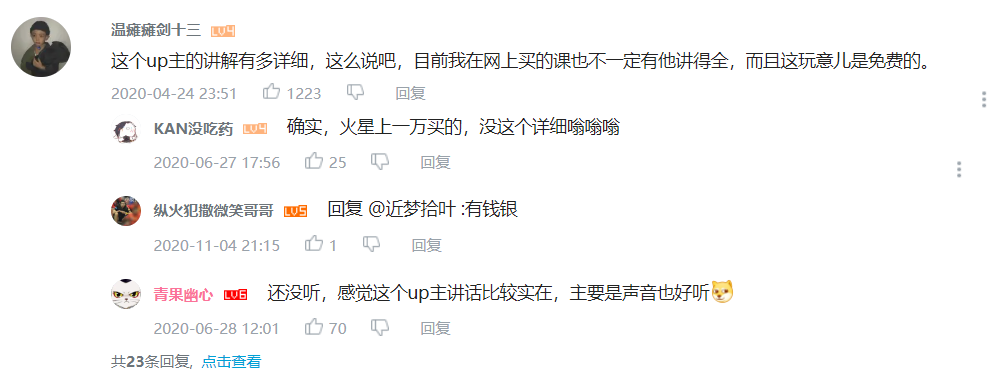 温瘫瘫剑十三 LV4
这个up主的讲解有多详细，这么说吧，目前我在网上买的课也不一定有他讲得全，而且这玩意儿是免费的。
2020-04-24 23:51 1223 回复
KAN没吃药 LV4 确实，火星上一万买的，没这个详细嗡嗡嗡
2020-06-27 17:56 25 回复
纵火犯撒微笑哥哥 LV5 回复 @近梦拾叶 :有钱银
2020-11-04 21:15 1 回复
青果幽心 LV6 还没听，感觉这个up主讲话比较实在，主要是声音也好听
2020-06-28 12:01 70 回复
共23条回复, 点击查看